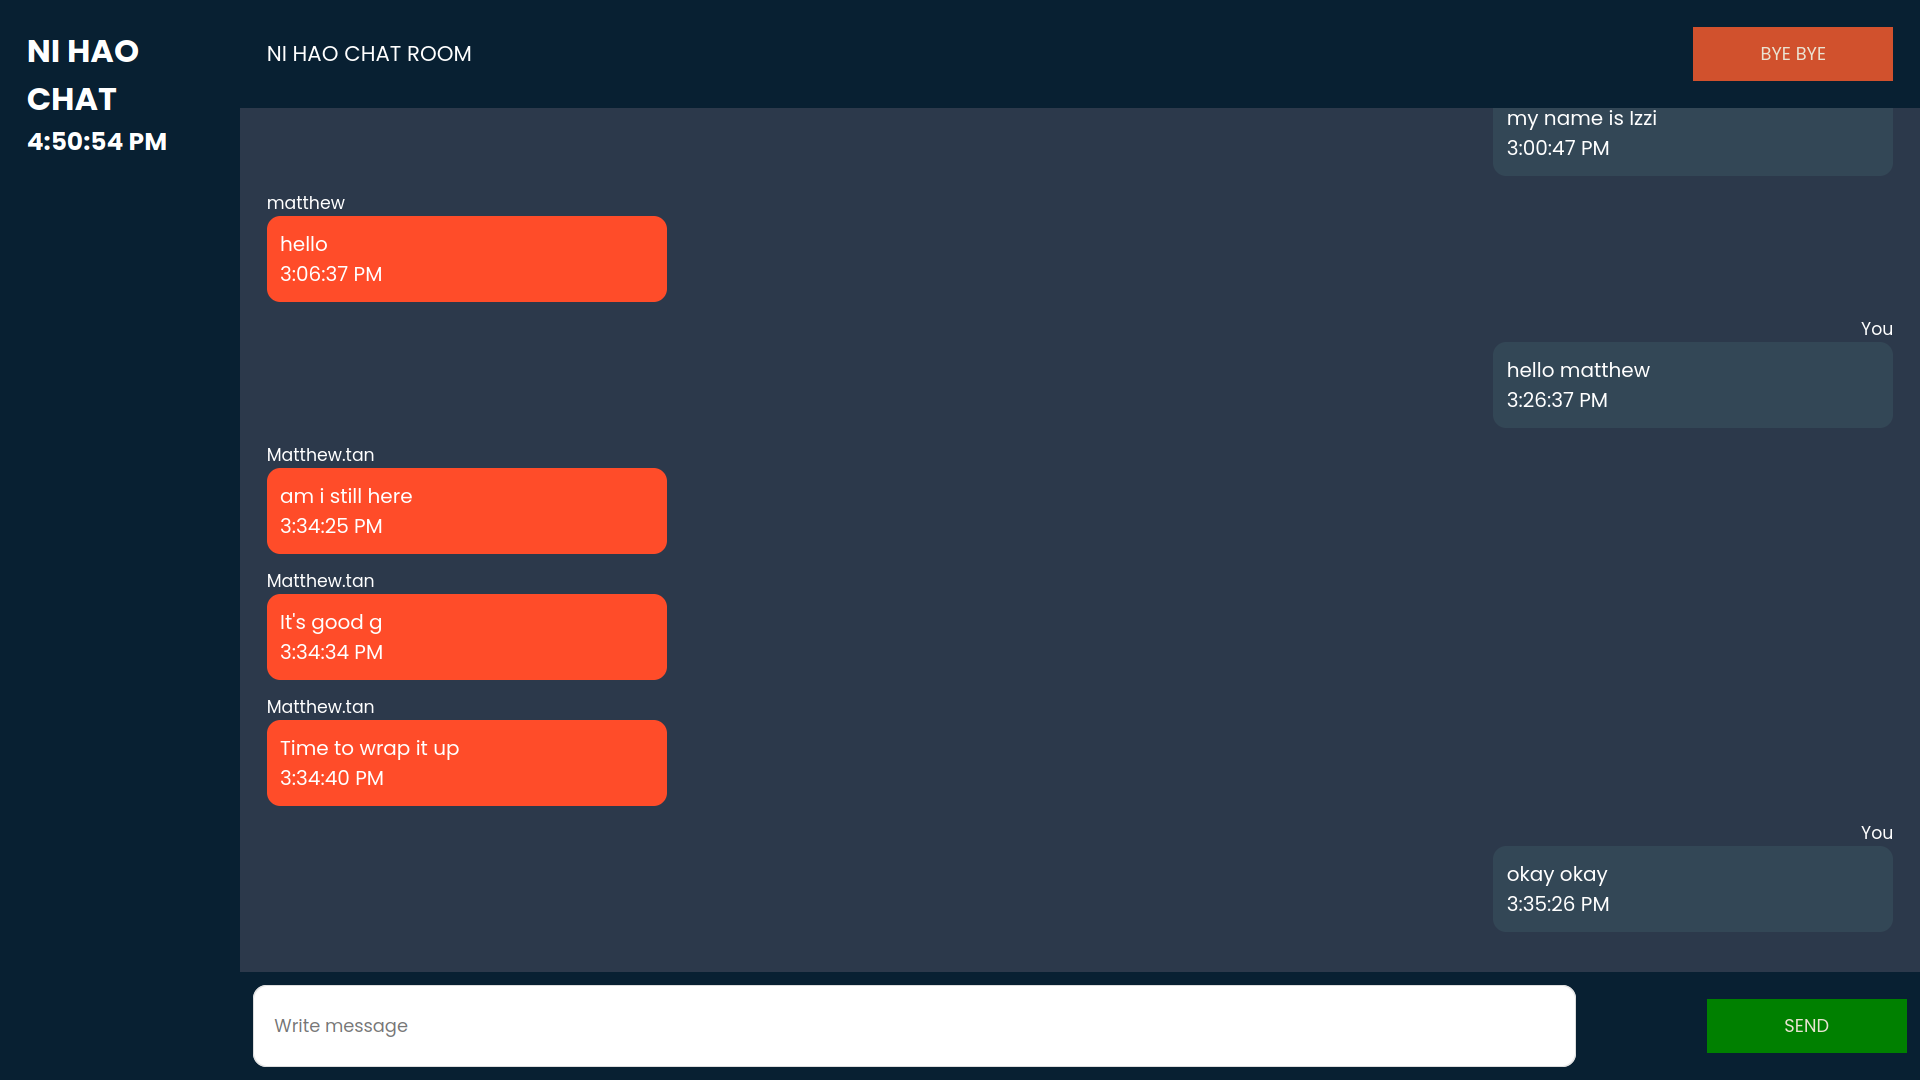 NI HAO
CHAT
4:50:54 PM
NI HAO CHAT ROOM
BYE BYE
my name is Izzi
3:00:47 PM
matthew
hello
3:06:37 PM
You
hello matthew
3:26:37 PM
Matthew.tan
am i still here
3:34:25 PM
Matthew.tan
It's good g
3:34:34 PM
Matthew.tan
Time to wrap it up
3:34:40 PM
You
okay okay
3:35:26 PM
Write message
SEND